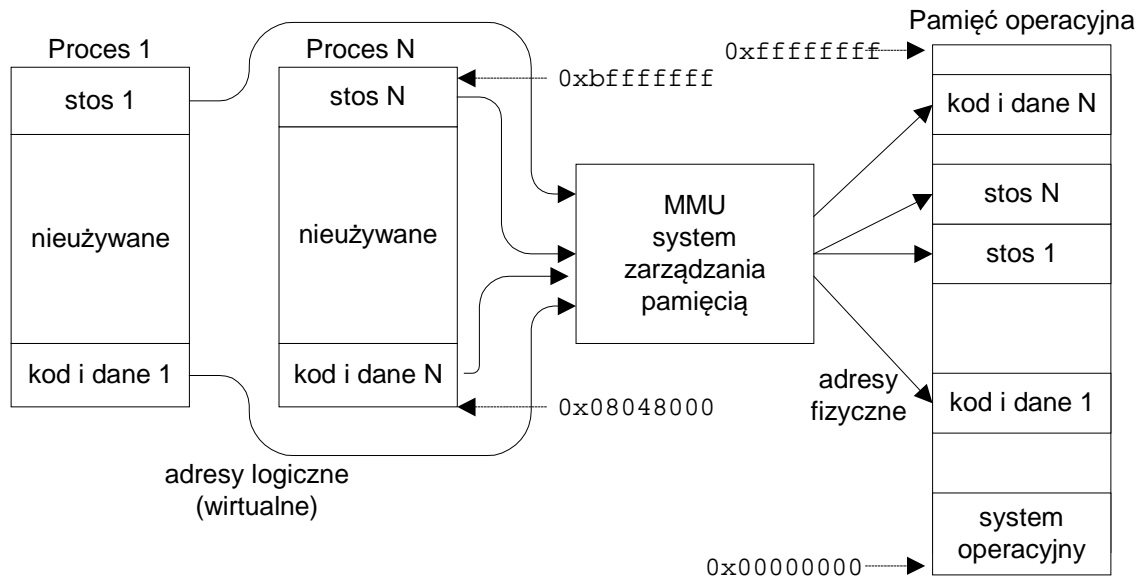 Pamięć operacyjna
Proces 1
Proces N
0xffffffff
0xbfffffff
stos 1
stos N
kod i dane N
nieużywane
nieużywane
MMU
system
zarządzania
pamięcią
stos N
stos 1
kod i dane 1
kod i dane N
adresy
fizyczne
kod i dane 1
0x08048000
adresy logiczne
(wirtualne)
system
operacyjny
0x00000000